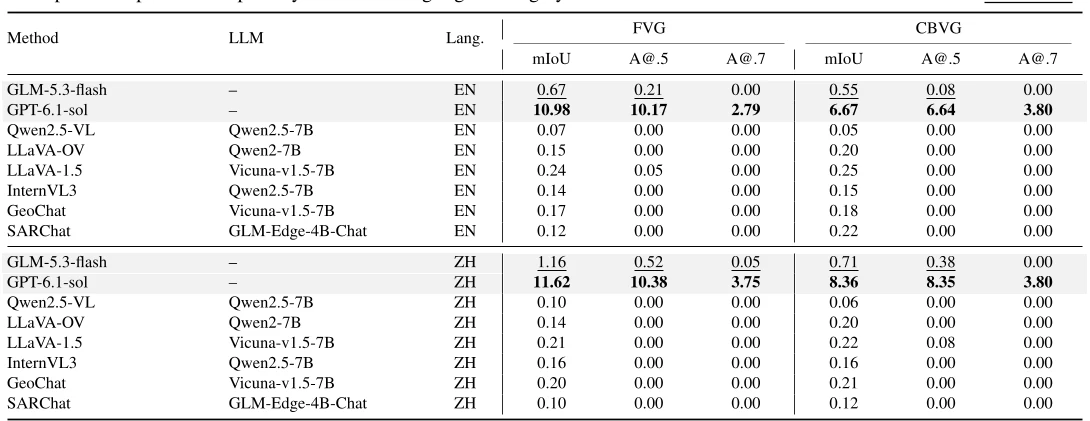 Method LLM Lang. FVG CBVG
mIoU A@.5 A@.7 mIoU A@.5 A@.7
GLM-5.3-flash – EN 0.67 0.21 0.00 0.55 0.08 0.00
GPT-6.1-sol – EN 10.98 10.17 2.79 6.67 6.64 3.80
Qwen2.5-VL Qwen2.5-7B EN 0.07 0.00 0.00 0.05 0.00 0.00
LLaVA-OV Qwen2-7B EN 0.15 0.00 0.00 0.20 0.00 0.00
LLaVA-1.5 Vicuna-v1.5-7B EN 0.24 0.05 0.00 0.25 0.00 0.00
InternVL3 Qwen2.5-7B EN 0.14 0.00 0.00 0.15 0.00 0.00
GeoChat Vicuna-v1.5-7B EN 0.17 0.00 0.00 0.18 0.00 0.00
SARChat GLM-Edge-4B-Chat EN 0.12 0.00 0.00 0.22 0.00 0.00
GLM-5.3-flash – ZH 1.16 0.52 0.05 0.71 0.38 0.00
GPT-6.1-sol – ZH 11.62 10.38 3.75 8.36 8.35 3.80
Qwen2.5-VL Qwen2.5-7B ZH 0.10 0.00 0.00 0.06 0.00 0.00
LLaVA-OV Qwen2-7B ZH 0.14 0.00 0.00 0.20 0.00 0.00
LLaVA-1.5 Vicuna-v1.5-7B ZH 0.21 0.00 0.00 0.22 0.08 0.00
InternVL3 Qwen2.5-7B ZH 0.16 0.00 0.00 0.16 0.00 0.00
GeoChat Vicuna-v1.5-7B ZH 0.20 0.00 0.00 0.21 0.00 0.00
SARChat GLM-Edge-4B-Chat ZH 0.10 0.00 0.00 0.12 0.00 0.00